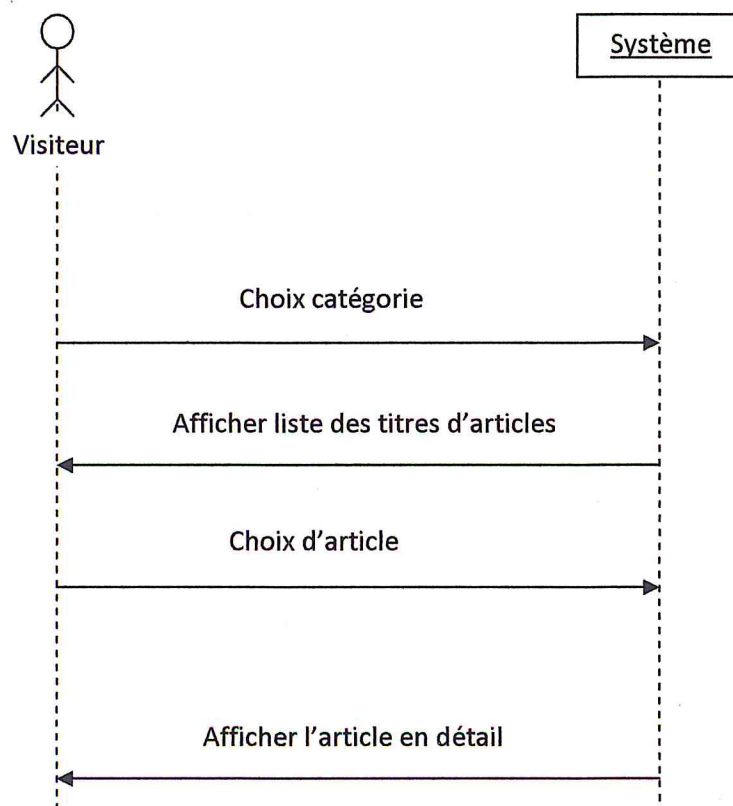 Système
Visiteur
Choix catégorie
Afficher liste des titres d’articles
Choix d’article
Afficher l’article en détail